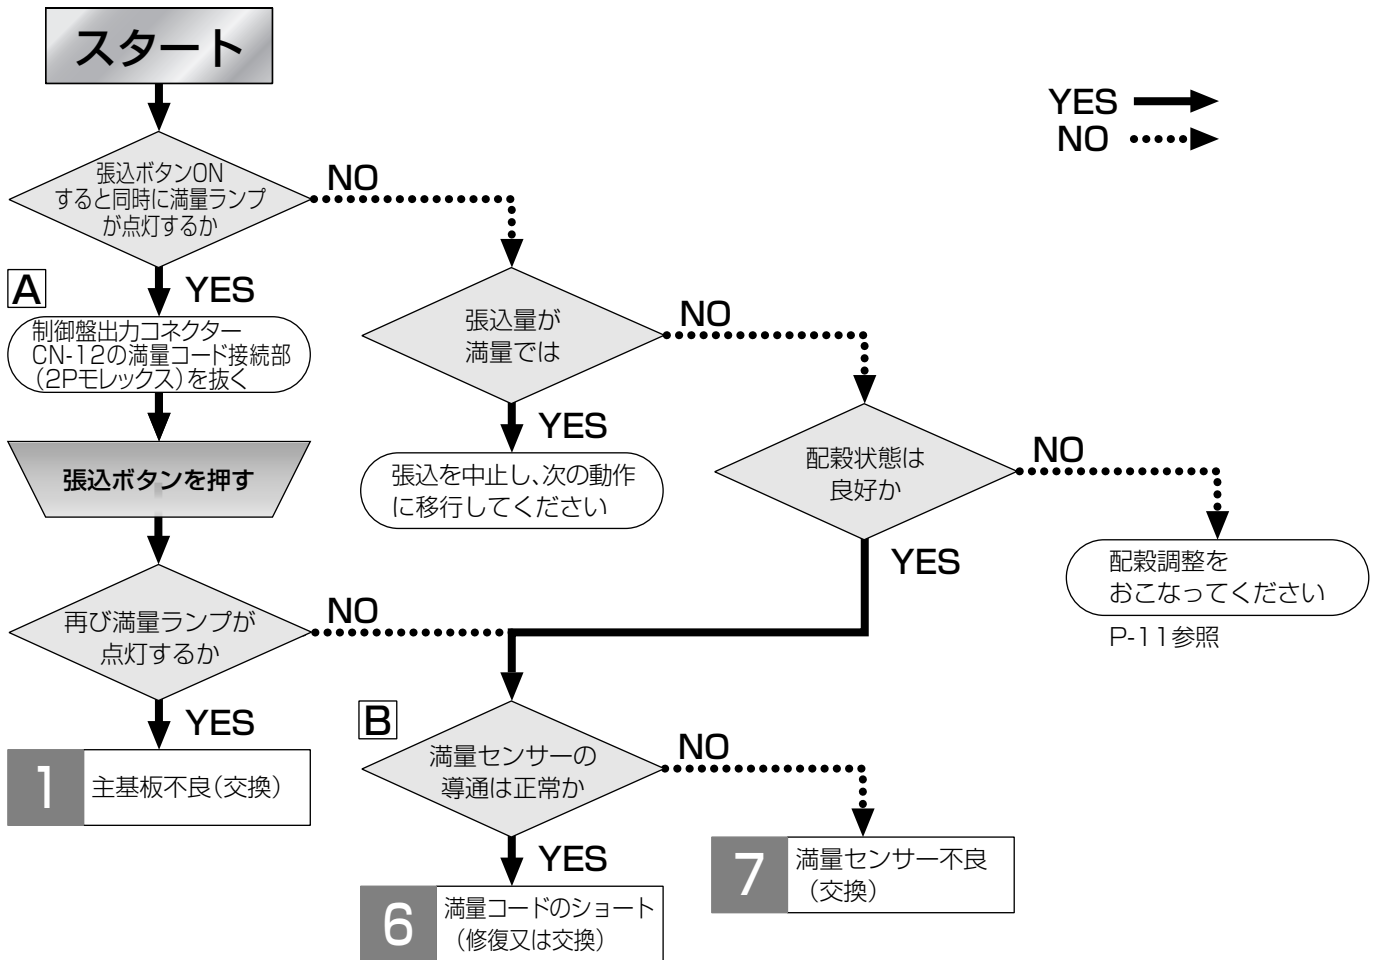 スタート
YES
NO
張込ボタンON
すると同時に満量ランプ
が点灯するか
NO
A
YES
制御盤出力コネクター
CN-12の満量コード接続部
(2Pモレックス)を抜く
張込量が
満量では
NO
YES
張込を中止し、次の動作
に移行してください
配穀状態は
良好か
NO
YES
配穀調整を
おこなってください
P-11参照
張込ボタンを押す
再び満量ランプが
点灯するか
NO
YES
1
主基板不良(交換)
B
満量センサーの
導通は正常か
NO
YES
7
満量センサー不良
(交換)
6
満量コードのショート
(修復又は交換)